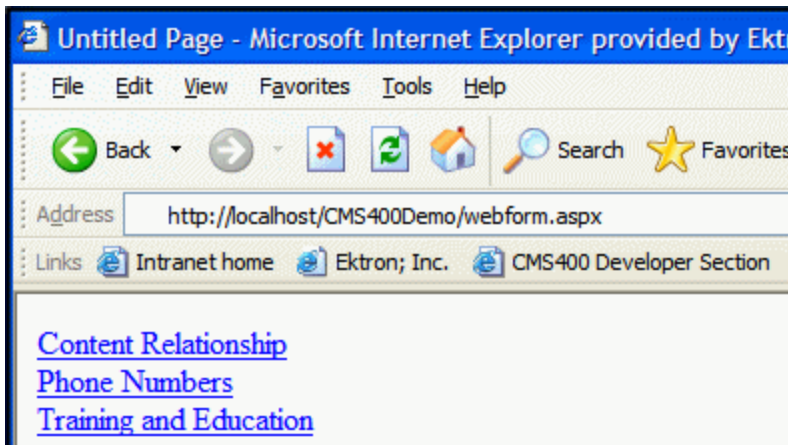 Untitled Page - Microsoft Internet Explorer provided by
File Edit View Favorites Tools Help
Back Search Favorites
Address http://localhost/CMS400Demo/webform.aspx
Links Intranet home Ektron; Inc. CMS400 Developer Section
Content Relationship
Phone Numbers
Training and Education